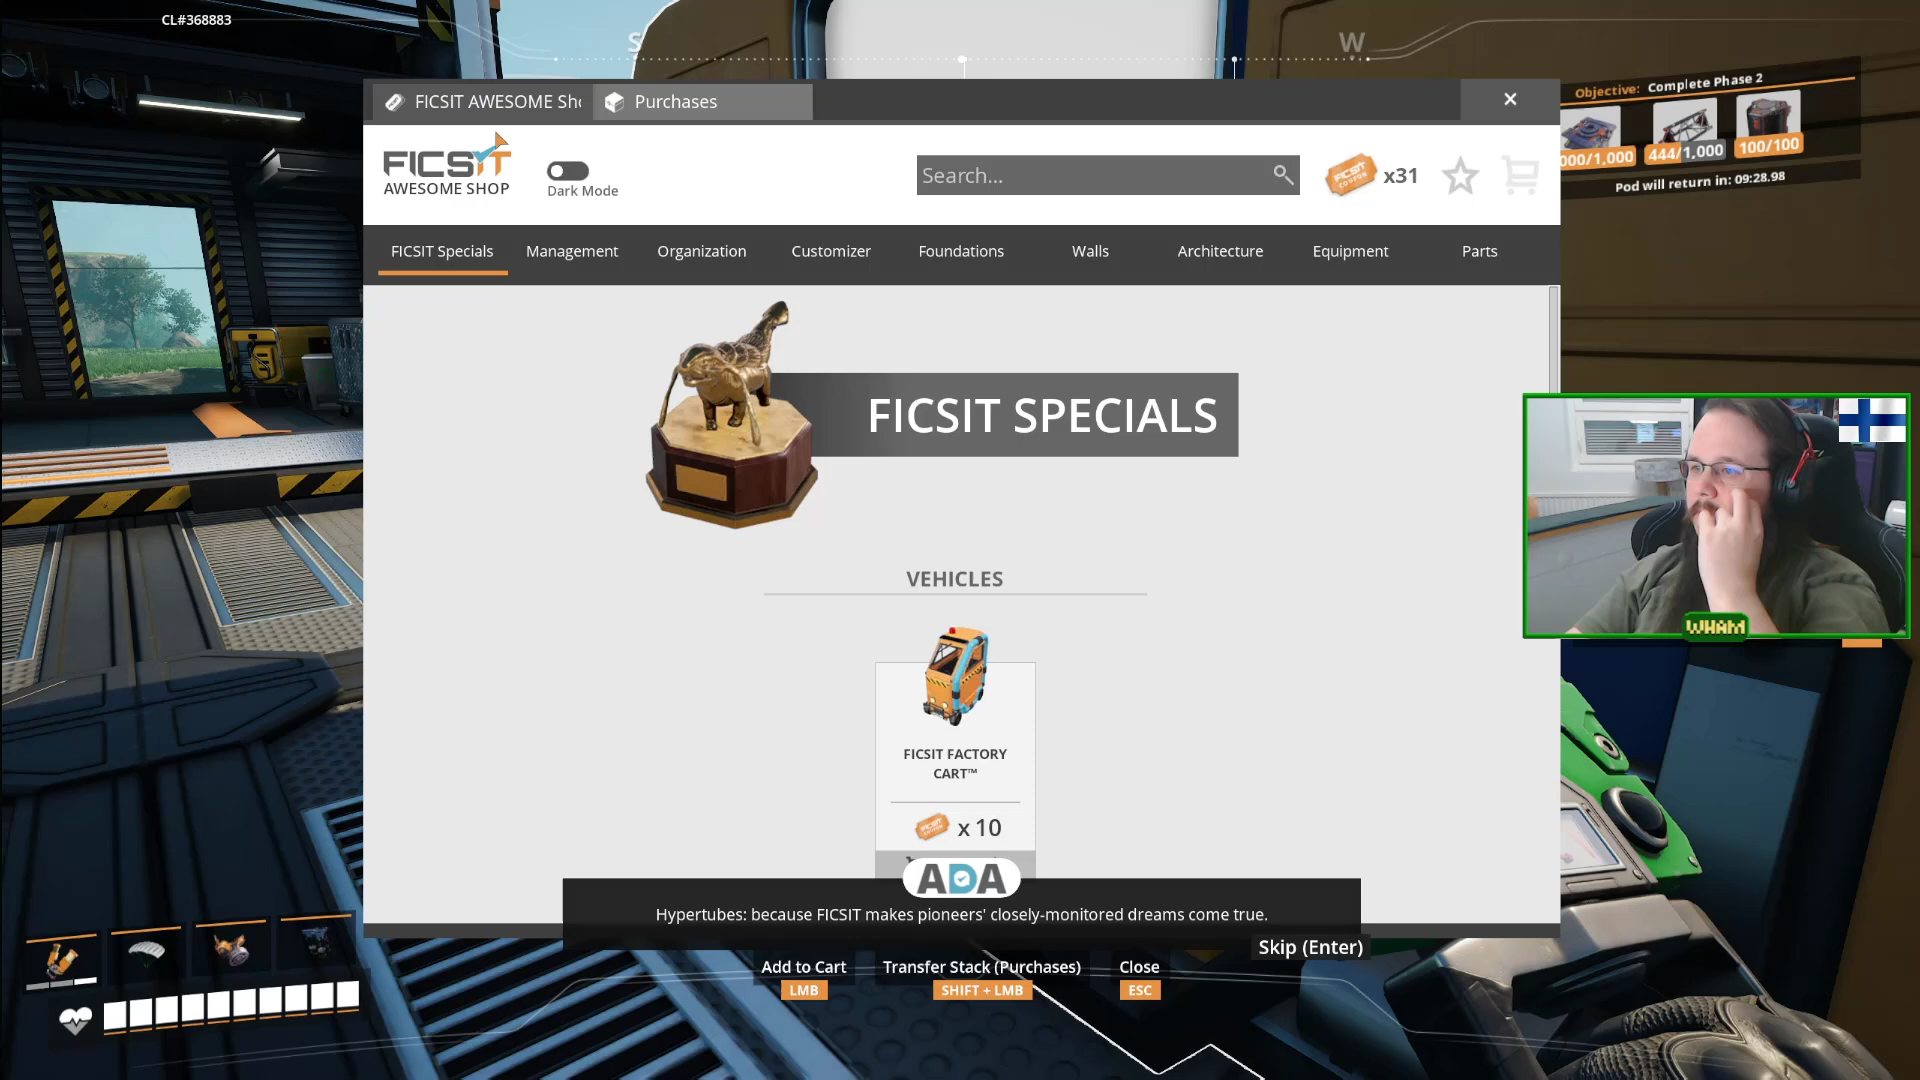 CL#368883
S
W
FICSIT AWESOME Sho
Purchases
Objective: Complete Phase 2
000/1,000
444/1,000
100/100
Pod will return in: 09:28.98
FICSIT
AWESOME SHOP
Dark Mode
Search...
x31
FICSIT Specials
Management
Organization
Customizer
Foundations
Walls
Architecture
Equipment
Parts
FICSIT SPECIALS
VEHICLES
FICSIT FACTORY
CART™
x 10
WHAM
ADA
Hypertubes: because FICSIT makes pioneers' closely-monitored dreams come true.
Skip (Enter)
Add to Cart
Transfer Stack (Purchases)
Close
LMB
SHIFT + LMB
ESC